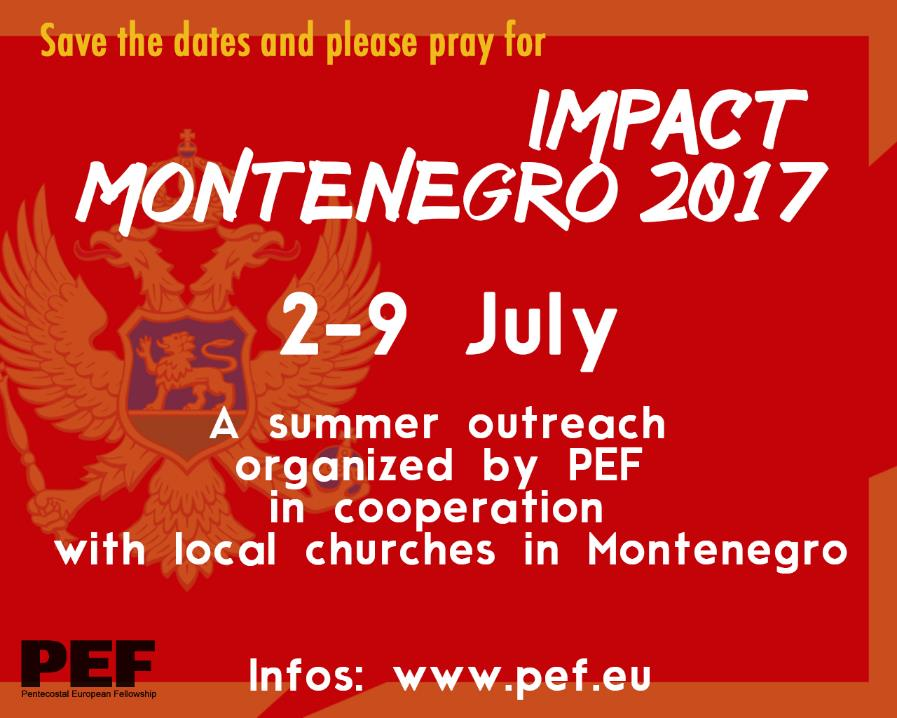 Save the dates and please pray for
IMPACT
MONTENEGRO 2017
2-9 July
A summer outreach
organized by PEF
in cooperation
with local churches in Montenegro
PEF
Pentecostal European Fellowship
Infos: www.pef.eu